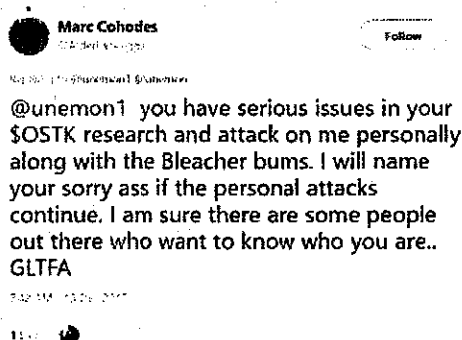 Marc Cohodes
Follow
@unemon1 you have serious issues in your
$OSTK research and attack on me personally
along with the Bleacher bums. I will name
your sorry ass if the personal attacks
continue. I am sure there are some people
out there who want to know who you are..
GLTFA